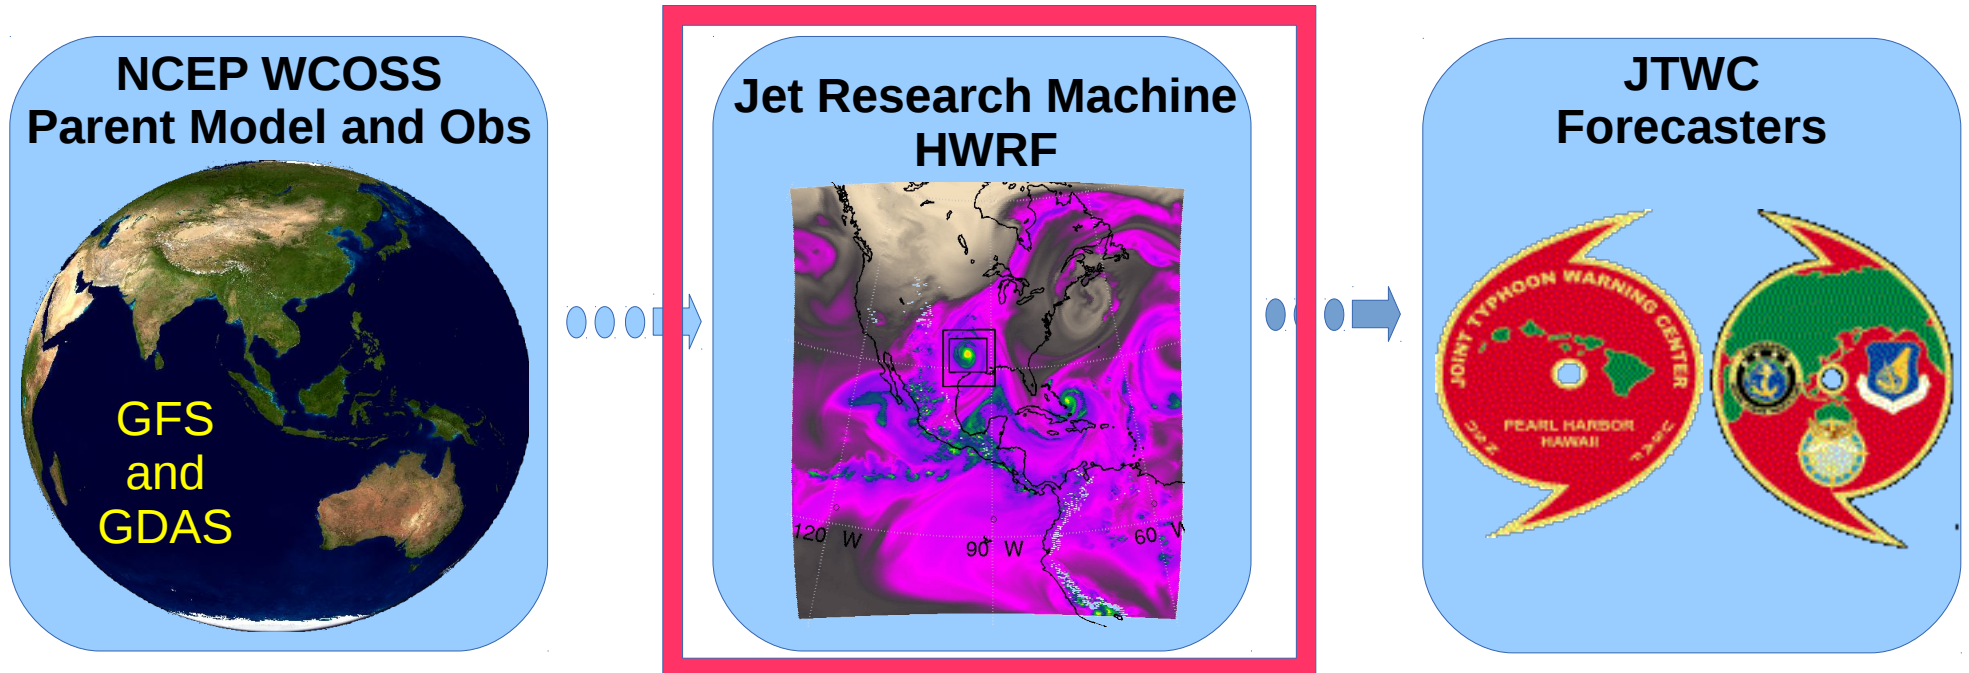 NCEP WCOSS
Parent Model and Obs
GFS
and
GDAS
Jet Research Machine
HWRF
120 W
90 W
60 W
JTWC
Forecasters
JOINT TYPHOON WARNING CENTER
PEARL HARBOR
HAWAII